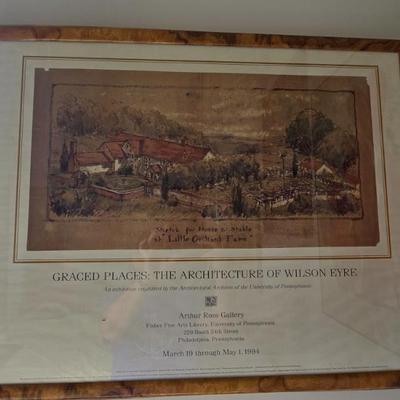 Sketch for House & Stable
at "Little Orchard Farm"
GRACED PLACES: THE ARCHITECTURE OF WILSON EYRE
An exhibition organized by the Architectural Archives of the University of Pennsylvania
Arthur Ross Gallery
Fisher Fine Arts Library, University of Pennsylvania
220 South 34th Street
Philadelphia, Pennsylvania
March 19 through May 1, 1994